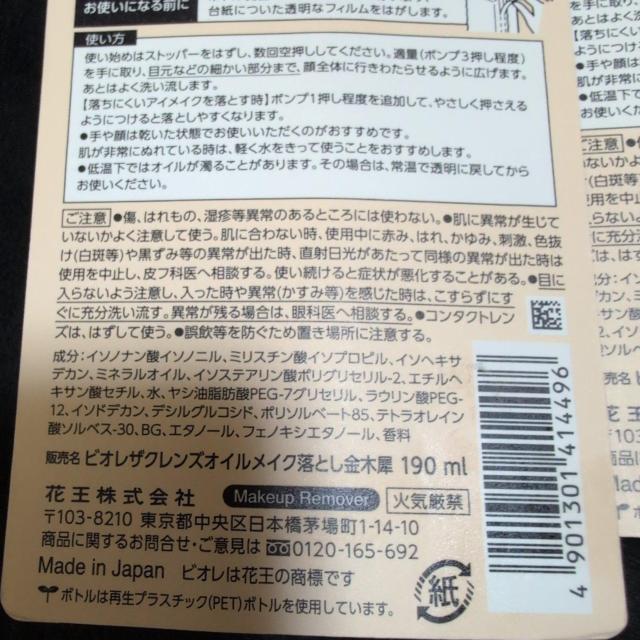 お使いになる前に
台紙についた透明なフィルムをはがします。
使い方
使い始めはストッパーをはずし、数回空押ししてください。適量(ポンプ3押し程度)
を手に取り、目元などの細かい部分まで、顔全体に行きわたらせるように広げます。
あとはよく洗い流します。
【落ちにくいアイメイクを落とす時】ポンプ1押し程度を追加して、やさしく押さえる
ようにつけると落としやすくなります。
●手や顔は乾いた状態でお使いいただくのがおすすめです。
肌が非常にぬれている時は、軽く水をきって使うことをおすすめします。
●低温下ではオイルが濁ることがあります。その場合は、常温で透明に戻してから
お使いください。
ご注意 ●傷、はれもの、湿疹等異常のあるところには使わない。●肌に異常が生じて
いないかよく注意して使う。肌に合わない時、使用中に赤み、はれ、かゆみ、刺激、色抜
け(白斑等)や黒ずみ等の異常が出た時、直射日光があたって同様の異常が出た時は
使用を中止し、皮フ科医へ相談する。使い続けると症状が悪化することがある。●目に
入らないよう注意し、入った時や異常(かすみ等)を感じた時は、こすらずにす
ぐに充分洗い流す。異常が残る場合は、眼科医へ相談する。●コンタクトレン
ズは、はずして使う。●誤飲等を防ぐため置き場所に注意する。
成分:イソノナン酸イソノニル、ミリスチン酸イソプロピル、イソヘキサ
デカン、ミネラルオイル、イソステアリン酸ポリグリセリル-2、エチルヘ
キサン酸セチル、水、ヤシ油脂肪酸PEG-7グリセリル、ラウリン酸PEG-
12、イソドデカン、デシルグルコシド、ポリソルベート85、テトラオレイン
酸ソルベス-30、BG、エタノール、フェノキシエタノール、香料
販売名 ビオレザクレンズオイルメイク落とし金木犀 190 ml
花王株式会社 Makeup Remover 火気厳禁
〒103-8210 東京都中央区日本橋茅場町1-14-10
商品に関するお問合せ・ご意見は 0120-165-692
Made in Japan ビオレは花王の商標です
ボトルは再生プラスチック(PET)ボトルを使用しています。
紙
4 901301 414496